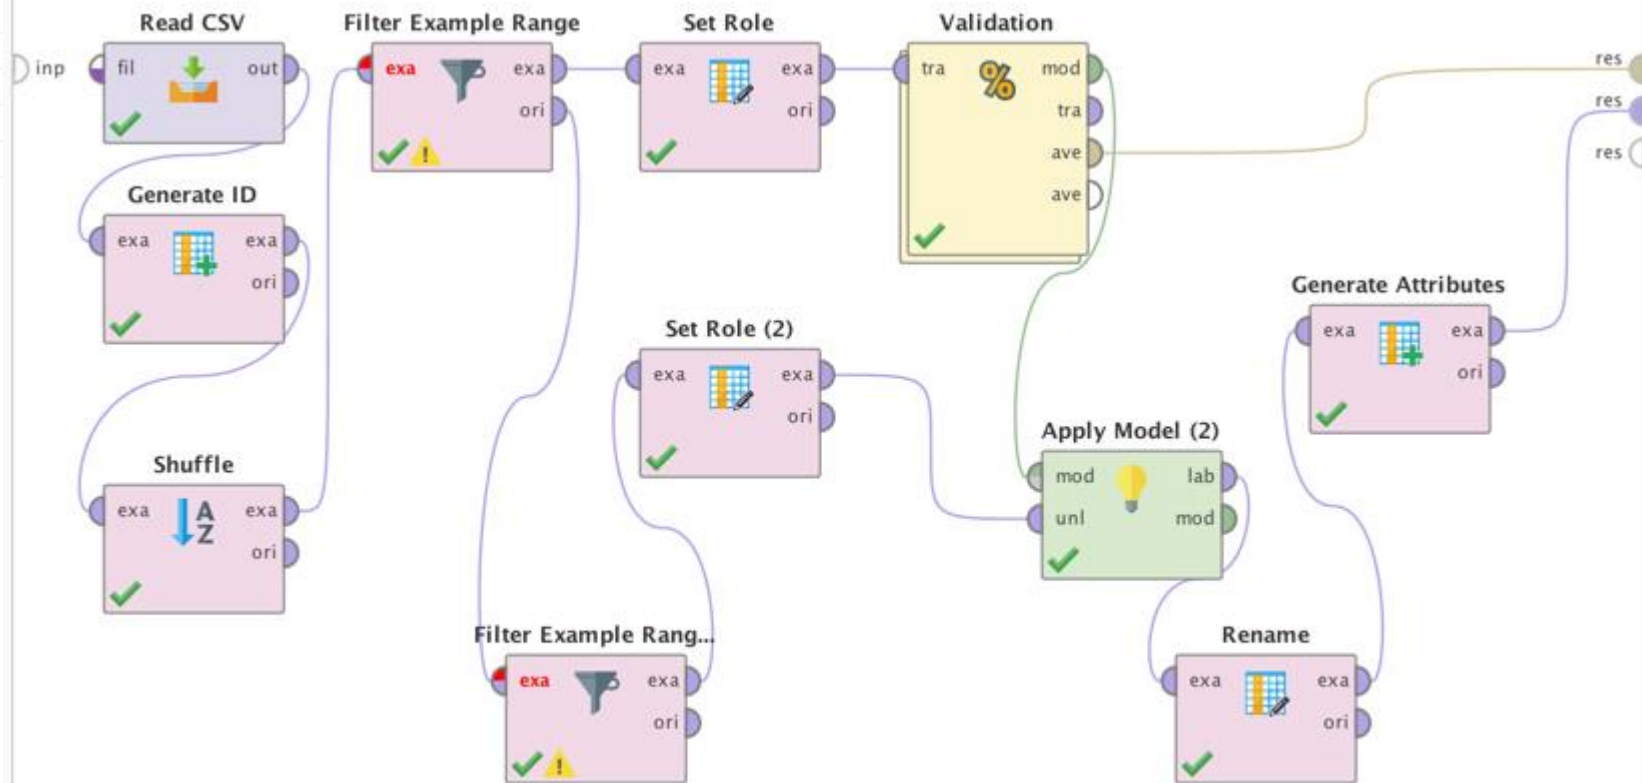 Read CSV
inp
fil
out
Generate ID
exa
exa
ori
Shuffle
exa
exa
ori
Filter Example Range
exa
exa
ori
Filter Example Rang...
exa
exa
ori
Set Role
exa
exa
ori
Set Role (2)
exa
exa
ori
Validation
tra
%
mod
tra
ave
ave
Apply Model (2)
mod
lab
unl
mod
Rename
exa
exa
ori
Generate Attributes
exa
exa
ori
res
res
res
A
Z